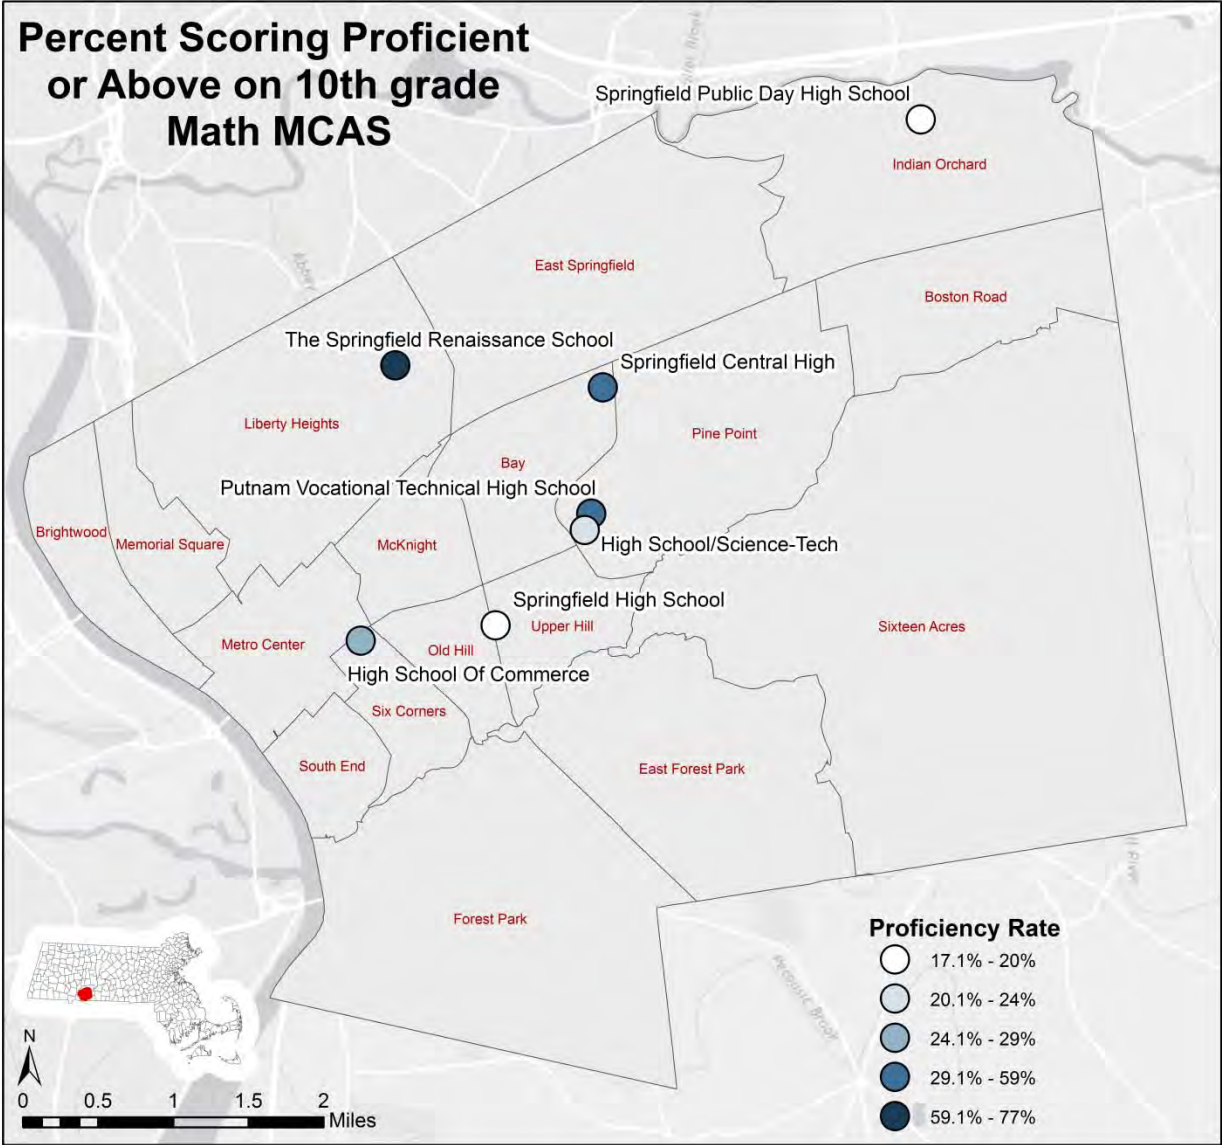 Percent Scoring Proficient
or Above on 10th grade
Math MCAS
Springfield Public Day High School
Indian Orchard
East Springfield
Boston Road
The Springfield Renaissance School
Springfield Central High
Liberty Heights
Pine Point
Bay
Putnam Vocational Technical High School
Brightwood
Memorial Square
McKnight
High School/Science-Tech
Springfield High School
Upper Hill
Sixteen Acres
Metro Center
Old Hill
High School Of Commerce
Six Corners
South End
East Forest Park
Forest Park
Pecousic Brook
Proficiency Rate
17.1% - 20%
20.1% - 24%
24.1% - 29%
29.1% - 59%
59.1% - 77%
N
0 0.5 1 2
Miles